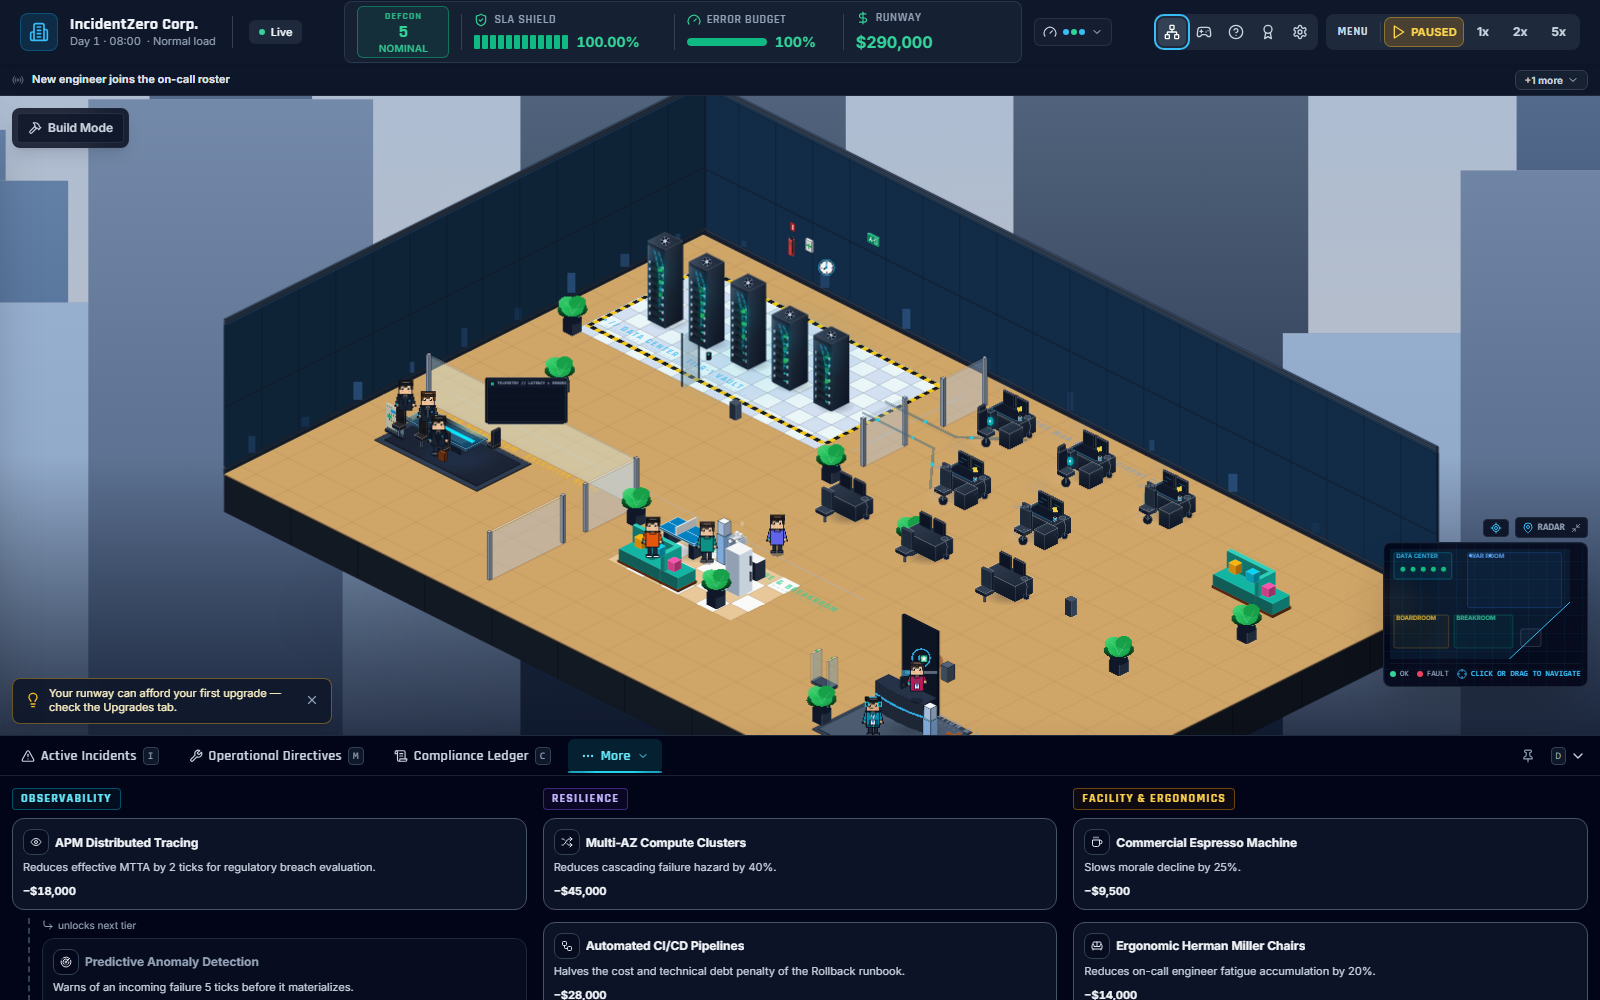 IncidentZero Corp.
Day 1 · 08:00 · Normal load
Live
DEFCON
5
NOMINAL
SLA SHIELD
100.00%
ERROR BUDGET
100%
RUNWAY
$290,000
MENU
PAUSED
1x
2x
5x
New engineer joins the on-call roster
+1 more
Build Mode
DATA CENTER
VAULT
RADAR
DATA CENTER
WAR ROOM
BOARDROOM
BREAKROOM
OK
FAULT
CLICK OR DRAG TO NAVIGATE
Your runway can afford your first upgrade —
check the Upgrades tab.
Active Incidents
I
Operational Directives
M
Compliance Ledger
C
More
D
OBSERVABILITY
APM Distributed Tracing
Reduces effective MTTA by 2 ticks for regulatory breach evaluation.
−$18,000
unlocks next tier
Predictive Anomaly Detection
Warns of an incoming failure 5 ticks before it materializes.
RESILIENCE
Multi-AZ Compute Clusters
Reduces cascading failure hazard by 40%.
−$45,000
Automated CI/CD Pipelines
Halves the cost and technical debt penalty of the Rollback runbook.
−$28,000
FACILITY & ERGONOMICS
Commercial Espresso Machine
Slows morale decline by 25%.
−$9,500
Ergonomic Herman Miller Chairs
Reduces on-call engineer fatigue accumulation by 20%.
−$14,000